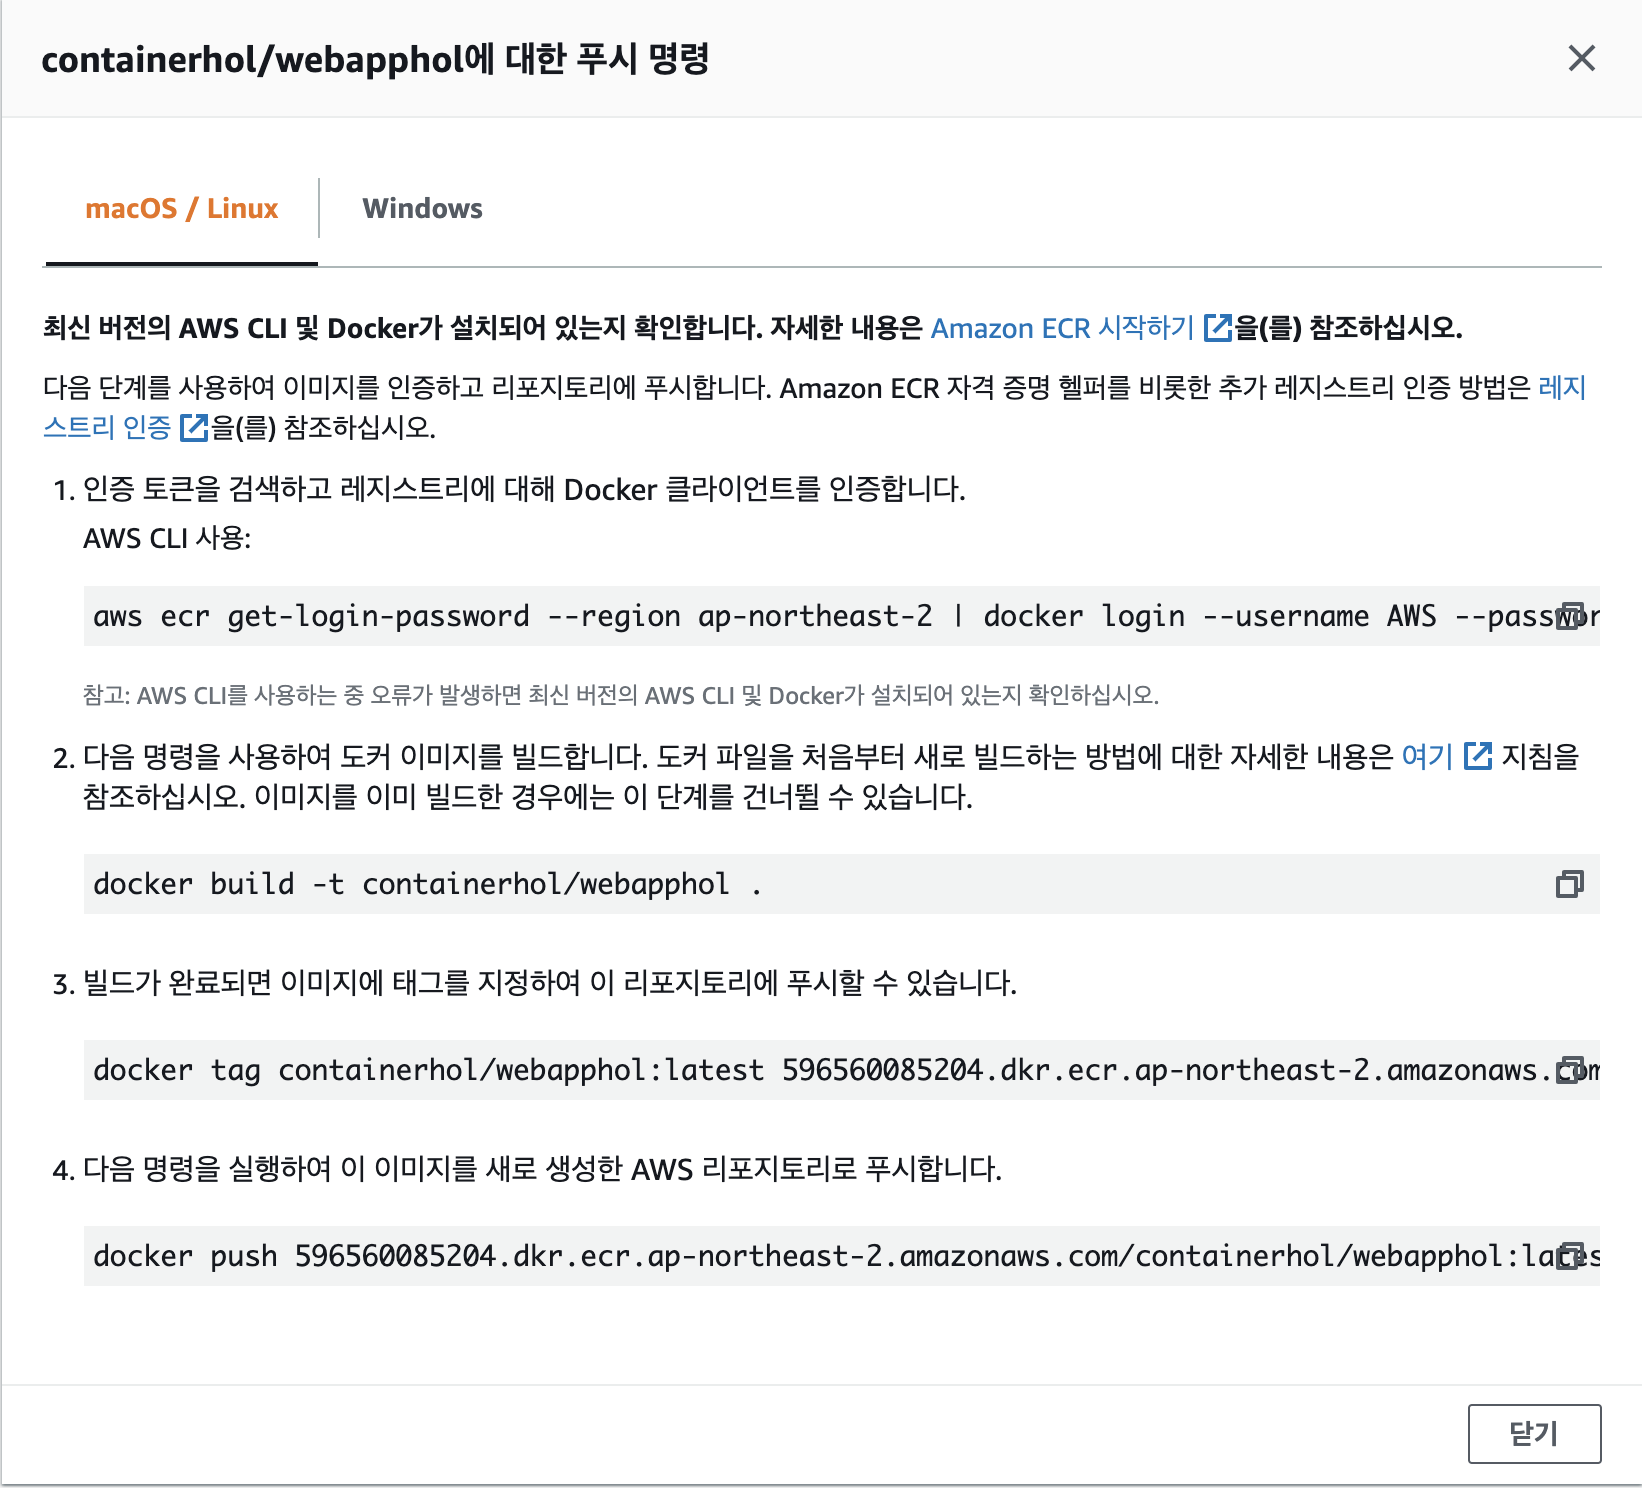 containerhol/webapphol에 대한 푸시 명령
macOS / Linux
Windows
최신 버전의 AWS CLI 및 Docker가 설치되어 있는지 확인합니다. 자세한 내용은 Amazon ECR 시작하기 을(를) 참조하십시오.
다음 단계를 사용하여 이미지를 인증하고 리포지토리에 푸시합니다. Amazon ECR 자격 증명 헬퍼를 비롯한 추가 레지스트리 인증 방법은 레지
스트리 인증 을(를) 참조하십시오.
1. 인증 토큰을 검색하고 레지스트리에 대해 Docker 클라이언트를 인증합니다.
AWS CLI 사용:
aws ecr get-login-password --region ap-northeast-2 | docker login --username AWS --passwor
참고: AWS CLI를 사용하는 중 오류가 발생하면 최신 버전의 AWS CLI 및 Docker가 설치되어 있는지 확인하십시오.
2. 다음 명령을 사용하여 도커 이미지를 빌드합니다. 도커 파일을 처음부터 새로 빌드하는 방법에 대한 자세한 내용은 여기 지침을
참조하십시오. 이미지를 이미 빌드한 경우에는 이 단계를 건너뛸 수 있습니다.
docker build -t containerhol/webapphol .
3. 빌드가 완료되면 이미지에 태그를 지정하여 이 리포지토리에 푸시할 수 있습니다.
docker tag containerhol/webapphol:latest 596560085204.dkr.ecr.ap-northeast-2.amazonaws.com
4. 다음 명령을 실행하여 이 이미지를 새로 생성한 AWS 리포지토리로 푸시합니다.
docker push 596560085204.dkr.ecr.ap-northeast-2.amazonaws.com/containerhol/webapphol:lates
닫기